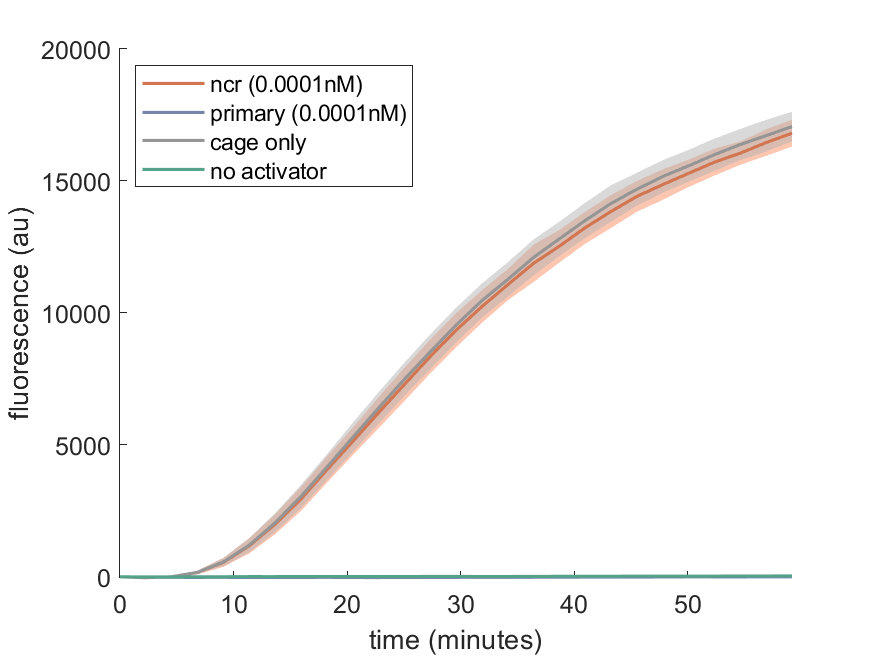 20000
15000
10000
5000
0
0 10 20 30 40 50
fluorescence (au)
time (minutes)
ncr (0.0001nM)
primary (0.0001nM)
cage only
no activator